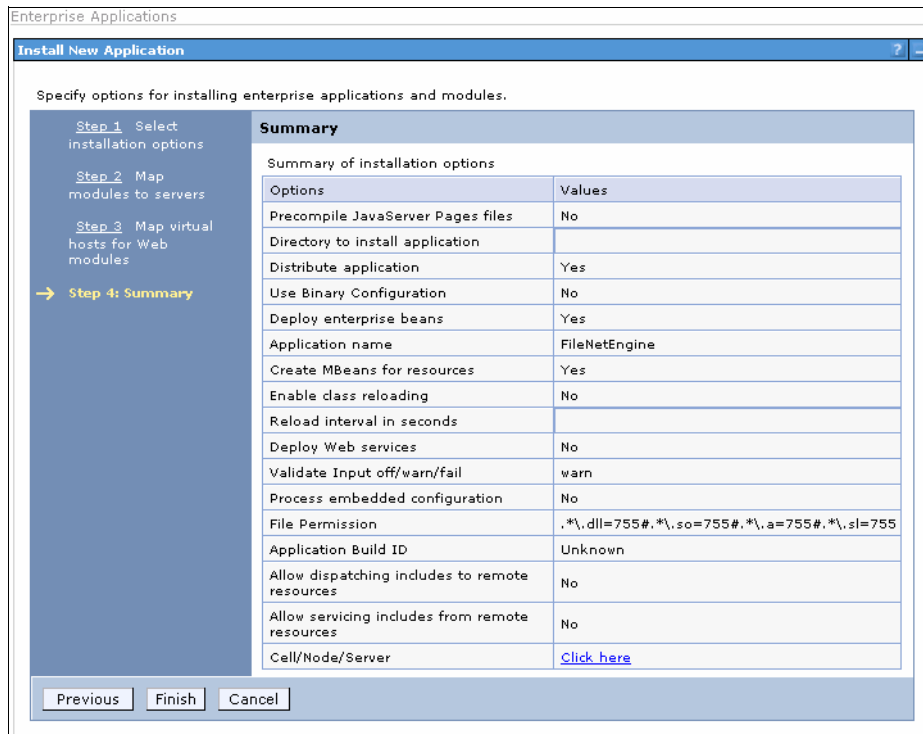 Enterprise Applications
Install New Application ? –
Specify options for installing enterprise applications and modules.
Step 1 Select
installation options
Step 2 Map
modules to servers
Step 3 Map virtual
hosts for Web
modules
→ Step 4: Summary
Summary
Summary of installation options
Options Values
Precompile JavaServer Pages files No
Directory to install application
Distribute application Yes
Use Binary Configuration No
Deploy enterprise beans Yes
Application name FileNetEngine
Create MBeans for resources Yes
Enable class reloading No
Reload interval in seconds
Deploy Web services No
Validate Input off/warn/fail warn
Process embedded configuration No
File Permission .*\.dll=755#.*\.so=755#.*\.a=755#.*\.sl=755
Application Build ID Unknown
Allow dispatching includes to remote
resources No
Allow servicing includes from remote
resources No
Cell/Node/Server Click here
Previous Finish Cancel